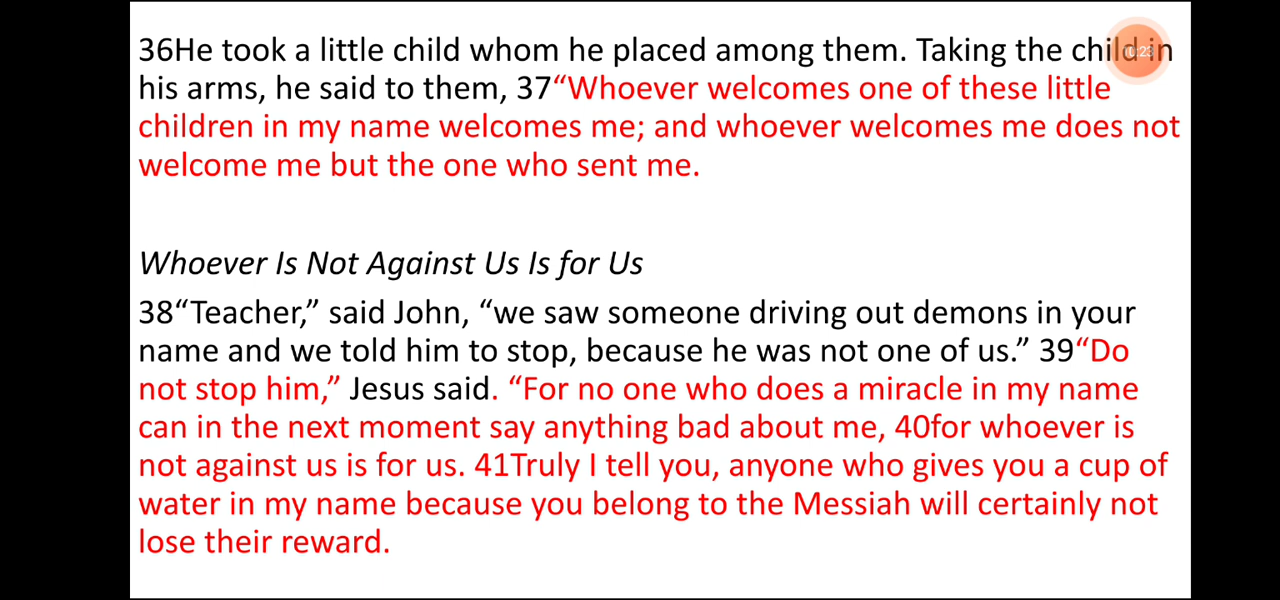 36He took a little child whom he placed among them. Taking the child in
his arms, he said to them, 37“Whoever welcomes one of these little
children in my name welcomes me; and whoever welcomes me does not
welcome me but the one who sent me.
Whoever Is Not Against Us Is for Us
38“Teacher,” said John, “we saw someone driving out demons in your
name and we told him to stop, because he was not one of us.” 39“Do
not stop him,” Jesus said. “For no one who does a miracle in my name
can in the next moment say anything bad about me, 40for whoever is
not against us is for us. 41Truly I tell you, anyone who gives you a cup of
water in my name because you belong to the Messiah will certainly not
lose their reward.